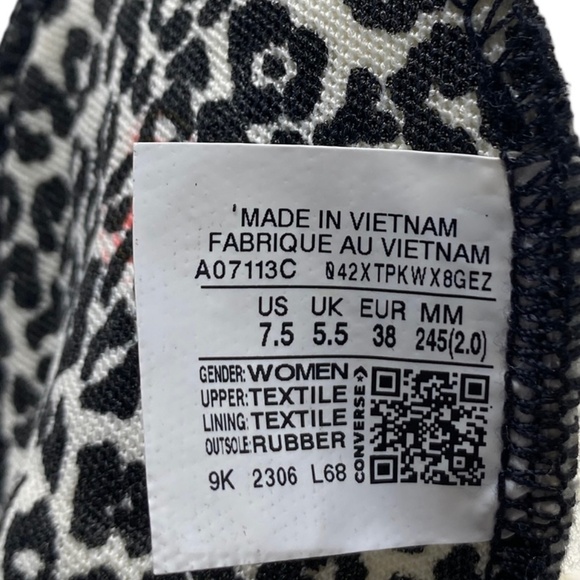 'MADE IN VIETNAM
FABRIQUE AU VIETNAM
A07113C 042XTPKWX8GEZ
US UK EUR MM
7.5 5.5 38 245(2.0)
GENDER: WOMEN
UPPER: TEXTILE
LINING: TEXTILE
OUTSOLE: RUBBER
9K 2306 L68
CONVERSE